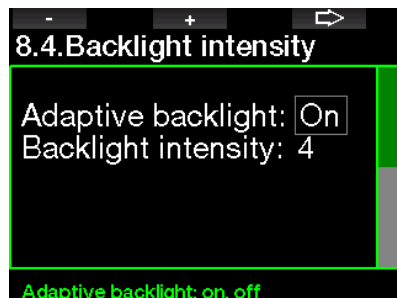 - +
8.4.Backlight intensity
Adaptive backlight: On
Backlight intensity: 4
Adaptive backlight: on, off